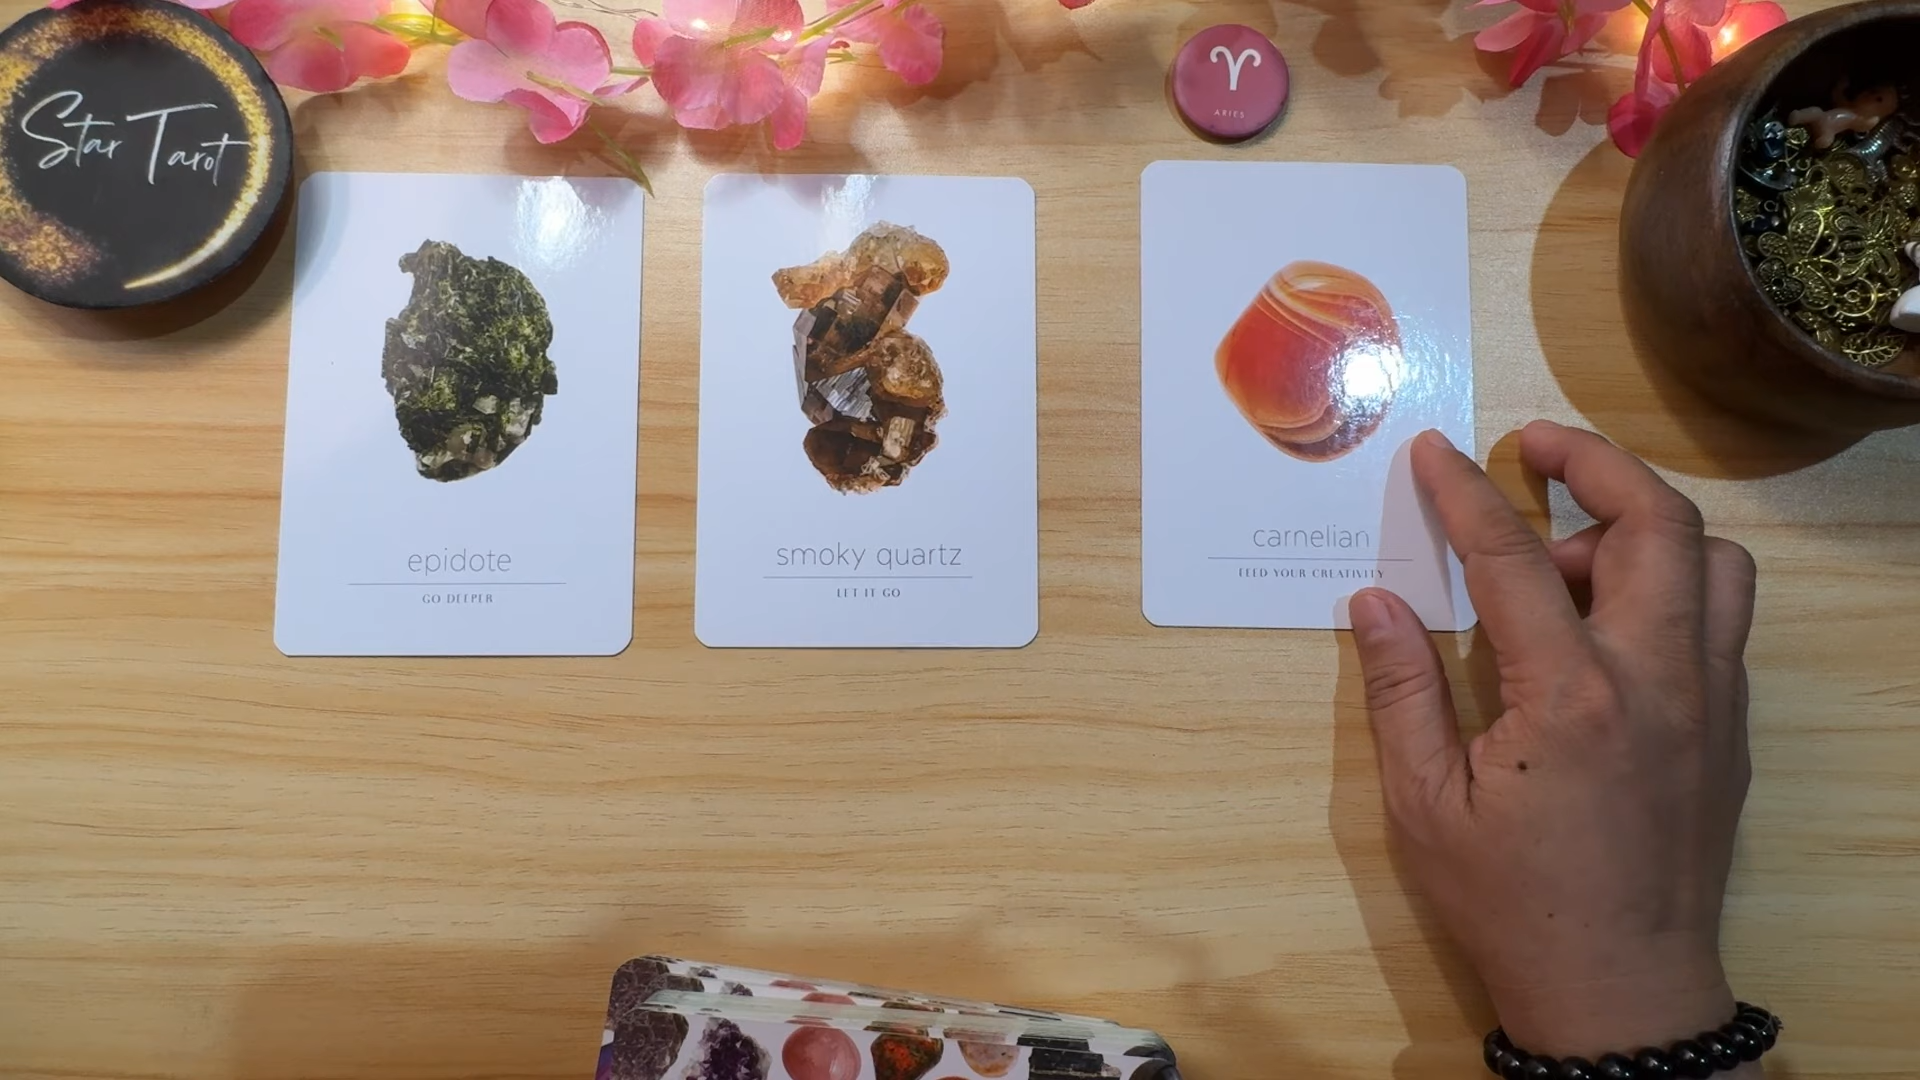 Star Tarot
ARIES
epidote
GO DEEPER
smoky quartz
LET IT GO
carnelian
FEED YOUR CREATIVITY